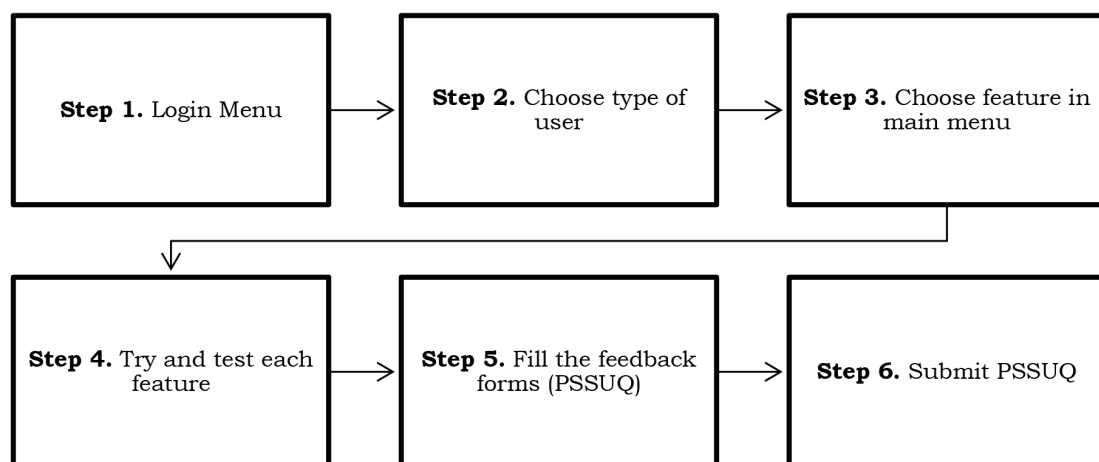 Step 1. Login Menu
Step 2. Choose type of
user
Step 3. Choose feature in
main menu
Step 4. Try and test each
feature
Step 5. Fill the feedback
forms (PSSUQ)
Step 6. Submit PSSUQ